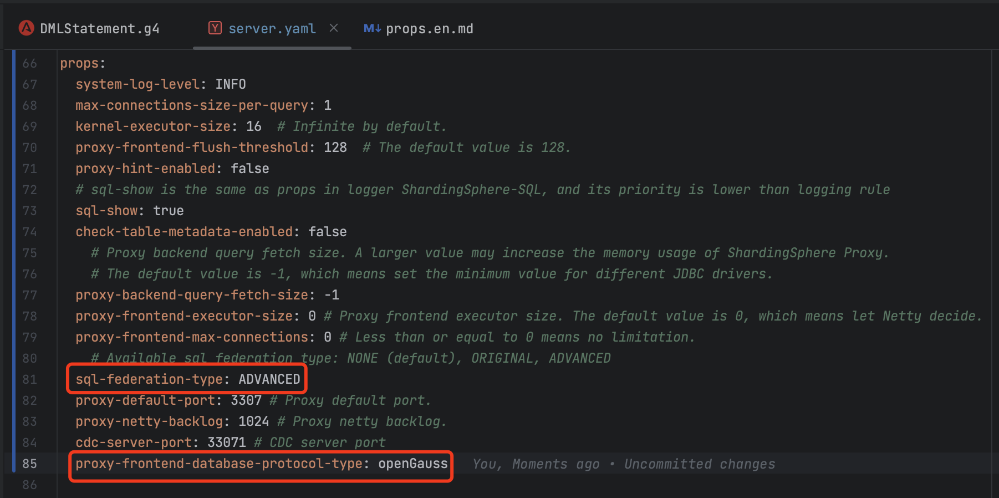 DMLStatement.g4
server.yaml
props.en.md
66 props:
67 system-log-level: INFO
68 max-connections-size-per-query: 1
69 kernel-executor-size: 16 # Infinite by default.
70 proxy-frontend-flush-threshold: 128 # The default value is 128.
71 proxy-hint-enabled: false
72 # sql-show is the same as props in logger ShardingSphere-SQL, and its priority is lower than logging rule
73 sql-show: true
74 check-table-metadata-enabled: false
75 # Proxy backend query fetch size. A larger value may increase the memory usage of ShardingSphere Proxy.
76 # The default value is -1, which means set the minimum value for different JDBC drivers.
77 proxy-backend-query-fetch-size: -1
78 proxy-frontend-executor-size: 0 # Proxy frontend executor size. The default value is 0, which means let Netty decide.
79 proxy-frontend-max-connections: 0 # Less than or equal to 0 means no limitation.
80 # Available sql federation type: NONE (default), ORIGINAL, ADVANCED
81 sql-federation-type: ADVANCED
82 proxy-default-port: 3307 # Proxy default port.
83 proxy-netty-backlog: 1024 # Proxy netty backlog.
84 cdc-server-port: 33071 # CDC server port
85 proxy-frontend-database-protocol-type: openGauss You, Moments ago • Uncommitted changes
86